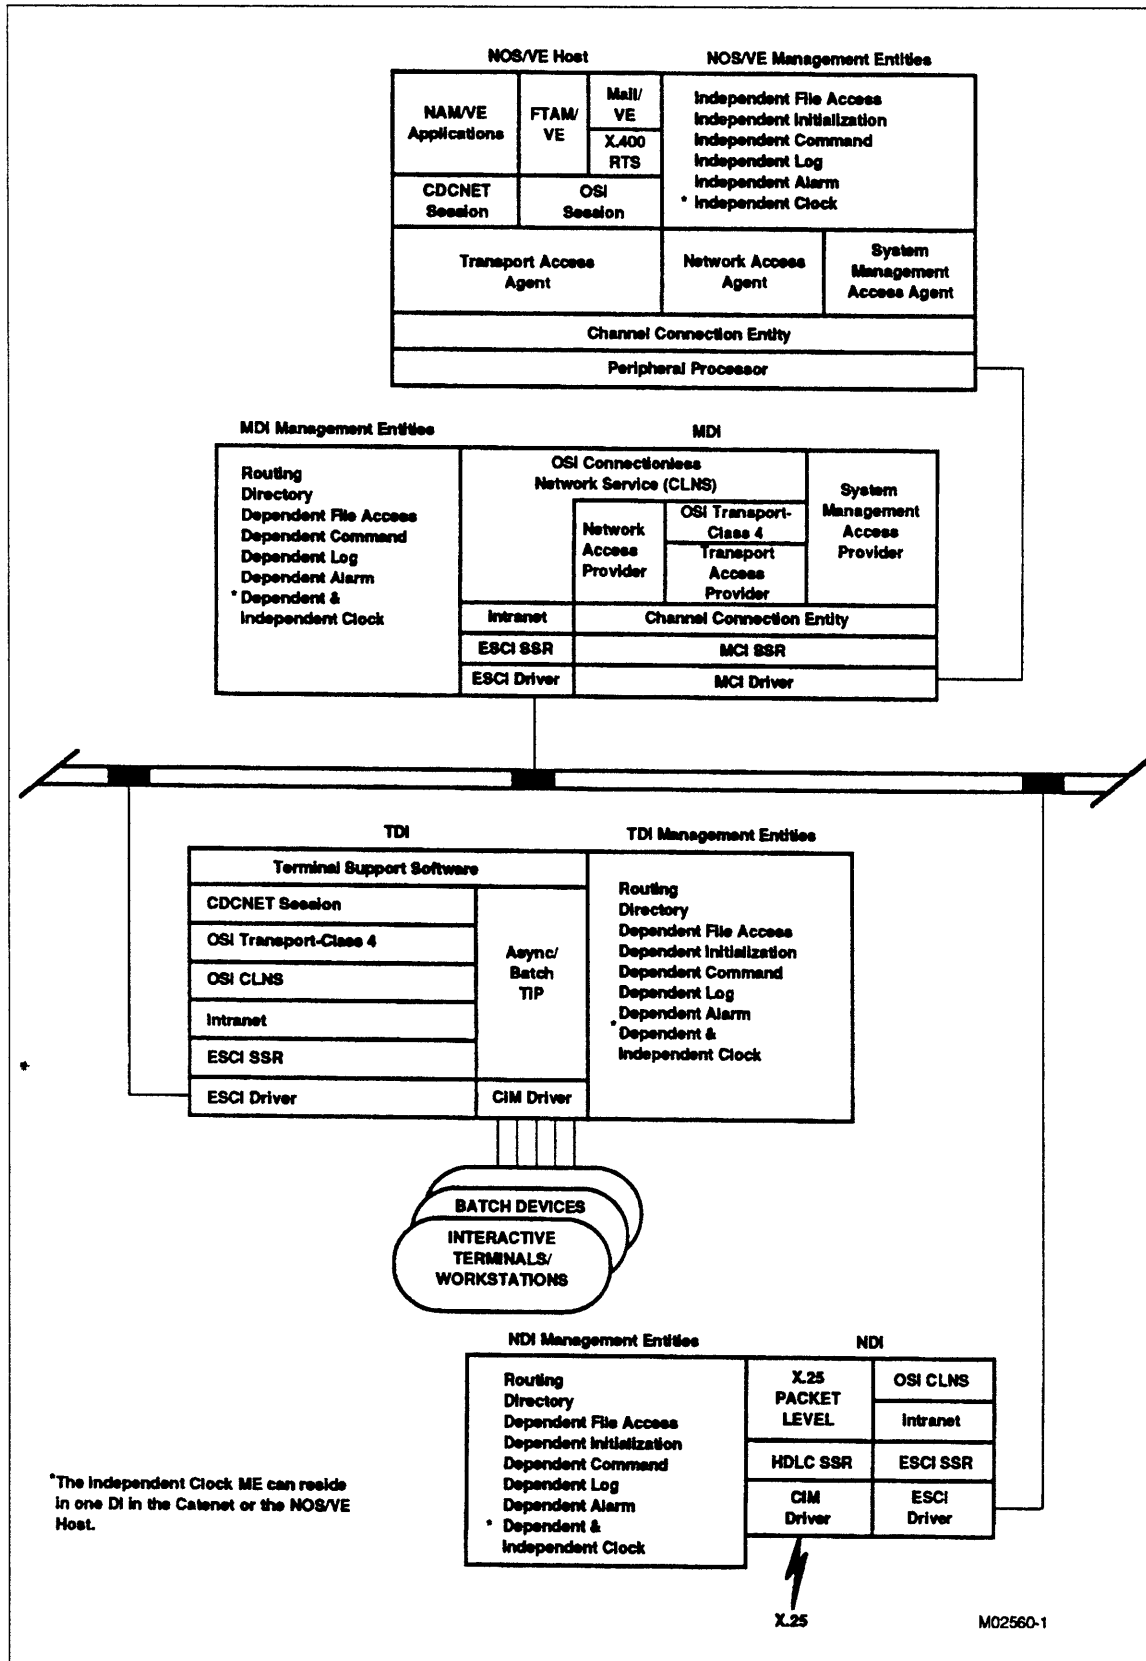 NOS/VE Host
NOS/VE Management Entities
NAM/VE
Applications
FTAM/
VE
Mail/
VE
X.400
RTS
Independent File Access
Independent Initialization
Independent Command
Independent Log
Independent Alarm
* Independent Clock
CDCNET
Session
OSI
Session
Transport Access
Agent
Network Access
Agent
System
Management
Access Agent
Channel Connection Entity
Peripheral Processor
MDI Management Entities
MDI
Routing
Directory
Dependent File Access
Dependent Command
Dependent Log
Dependent Alarm
* Dependent &
Independent Clock
OSI Connectionless
Network Service (CLNS)
Network
Access
Provider
OSI Transport-
Class 4
Transport
Access
Provider
System
Management
Access
Provider
Intranet
Channel Connection Entity
ESCI SSR
MCI SSR
ESCI Driver
MCI Driver
TDI
TDI Management Entities
Terminal Support Software
CDCNET Session
OSI Transport-Class 4
OSI CLNS
Intranet
ESCI SSR
ESCI Driver
Async/
Batch
TIP
CIM Driver
Routing
Directory
Dependent File Access
Dependent Initialization
Dependent Command
Dependent Log
Dependent Alarm
* Dependent &
Independent Clock
*
BATCH DEVICES
INTERACTIVE
TERMINALS/
WORKSTATIONS
NDI Management Entities
NDI
Routing
Directory
Dependent File Access
Dependent Initialization
Dependent Command
Dependent Log
Dependent Alarm
* Dependent &
Independent Clock
X.25
PACKET
LEVEL
OSI CLNS
Intranet
HDLC SSR
ESCI SSR
CIM
Driver
ESCI
Driver
*The Independent Clock ME can reside
in one DI in the Catenet or the NOS/VE
Host.
X.25
M02560-1